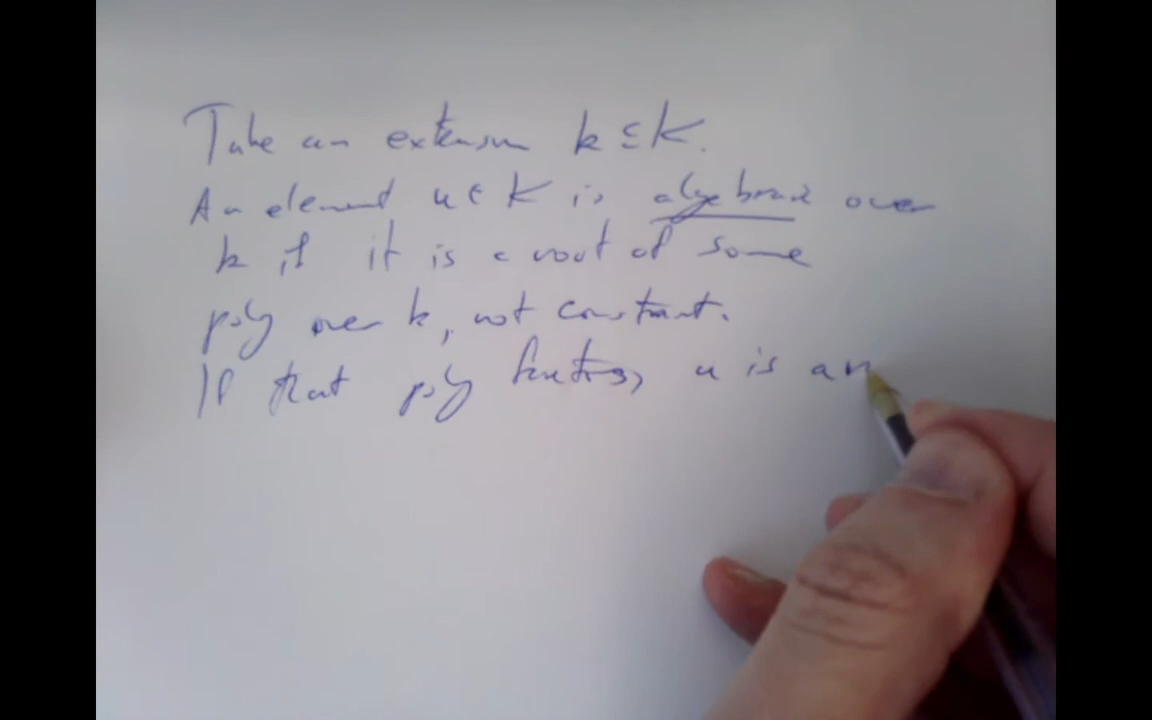 Take an extension k ⊆ K.
An element u ∈ K is algebraic over
k if it is a root of some
poly over k, not constant.
If that poly factors, u is a r